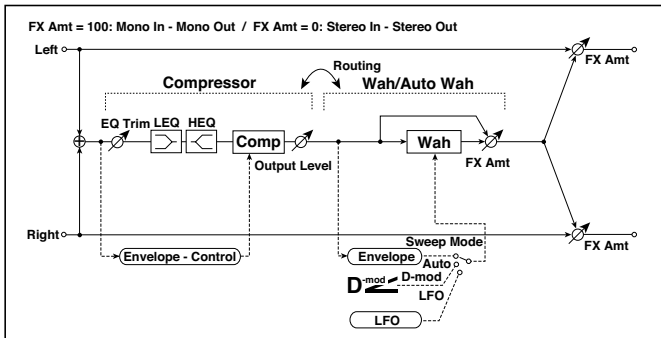 FX Amt = 100: Mono In - Mono Out / FX Amt = 0: Stereo In - Stereo Out
Left
FX Amt
Routing
Compressor
Wah/Auto Wah
EQ Trim
LEQ
HEQ
Comp
Output Level
Wah
FX Amt
Right
FX Amt
Envelope - Control
Sweep Mode
Envelope
Auto
D-mod
D-mod
LFO
LFO